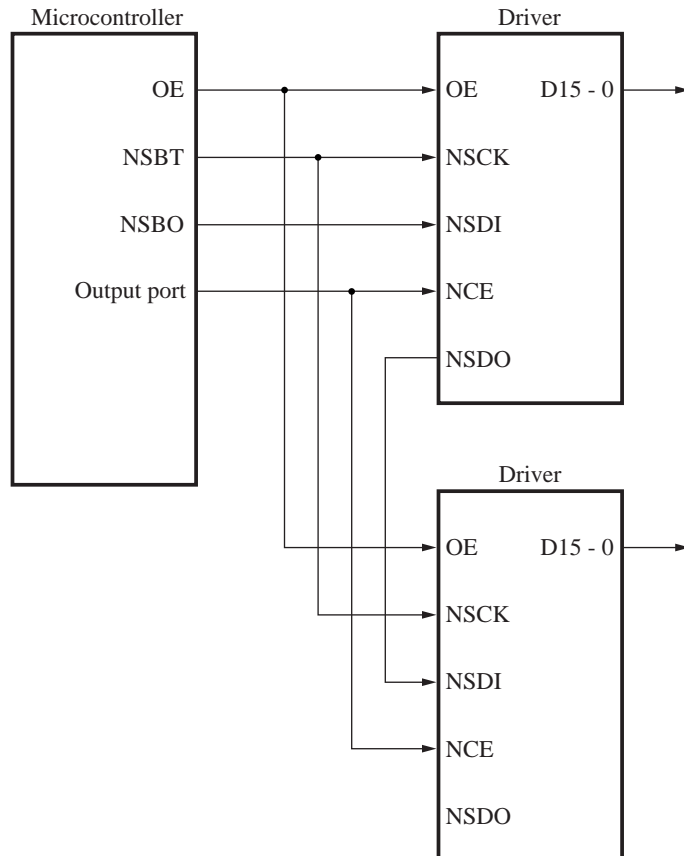 Microcontroller
OE
NSBT
NSBO
Output port
Driver
OE D15 - 0
NSCK
NSDI
NCE
NSDO
Driver
OE D15 - 0
NSCK
NSDI
NCE
NSDO